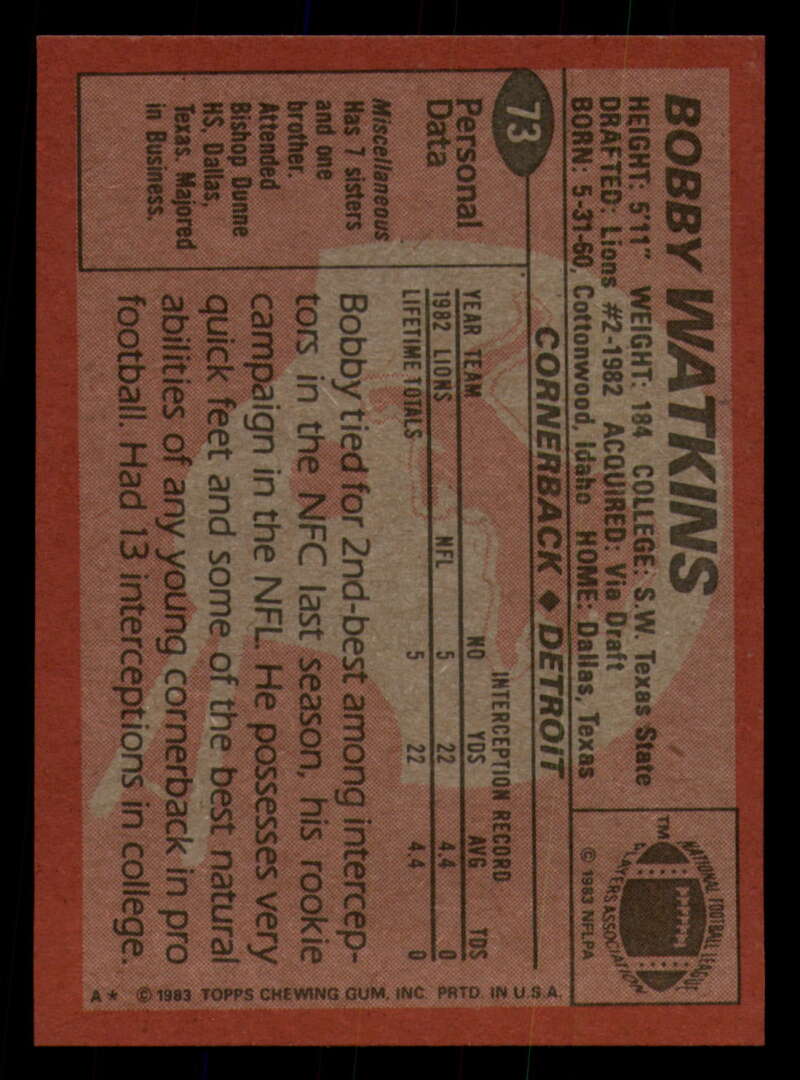 BOBBY WATKINS
HEIGHT: 5'11" WEIGHT: 184 COLLEGE: S.W. Texas State
DRAFTED: Lions #2-1982 ACQUIRED: Via Draft
BORN: 5-31-60, Cottonwood, Idaho HOME: Dallas, Texas
TM
NATIONAL FOOTBALL LEAGUE
PLAYERS ASSOCIATION
© 1983 NFLPA
73
CORNERBACK ◆ DETROIT
Personal
Data
Miscellaneous
Has 7 sisters
and one
brother.
Attended
Bishop Dunne
HS, Dallas,
Texas. Majored
in Business.
INTERCEPTION RECORD
YEAR TEAM NO YDS AVG TDS
1982 LIONS NFL 5 22 4.4 0
LIFETIME TOTALS 5 22 4.4 0
Bobby tied for 2nd-best among intercep-
tors in the NFC last season, his rookie
campaign in the NFL. He possesses very
quick feet and some of the best natural
abilities of any young cornerback in pro
football. Had 13 interceptions in college.
A* © 1983 TOPPS CHEWING GUM, INC. PRTD. IN U.S.A.